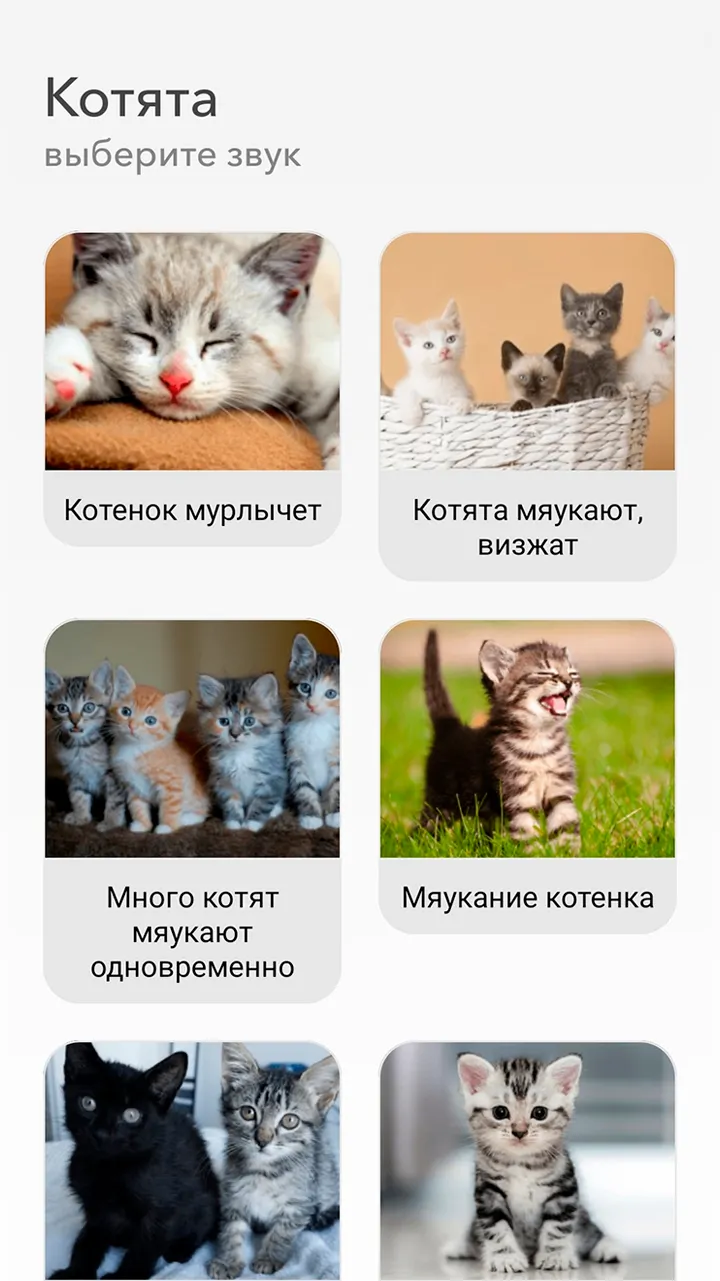 Котята
выберите звук
Котенок мурлычет
Котята мяукают,
визжат
Много котят
мяукают
одновременно
Мяукание котенка